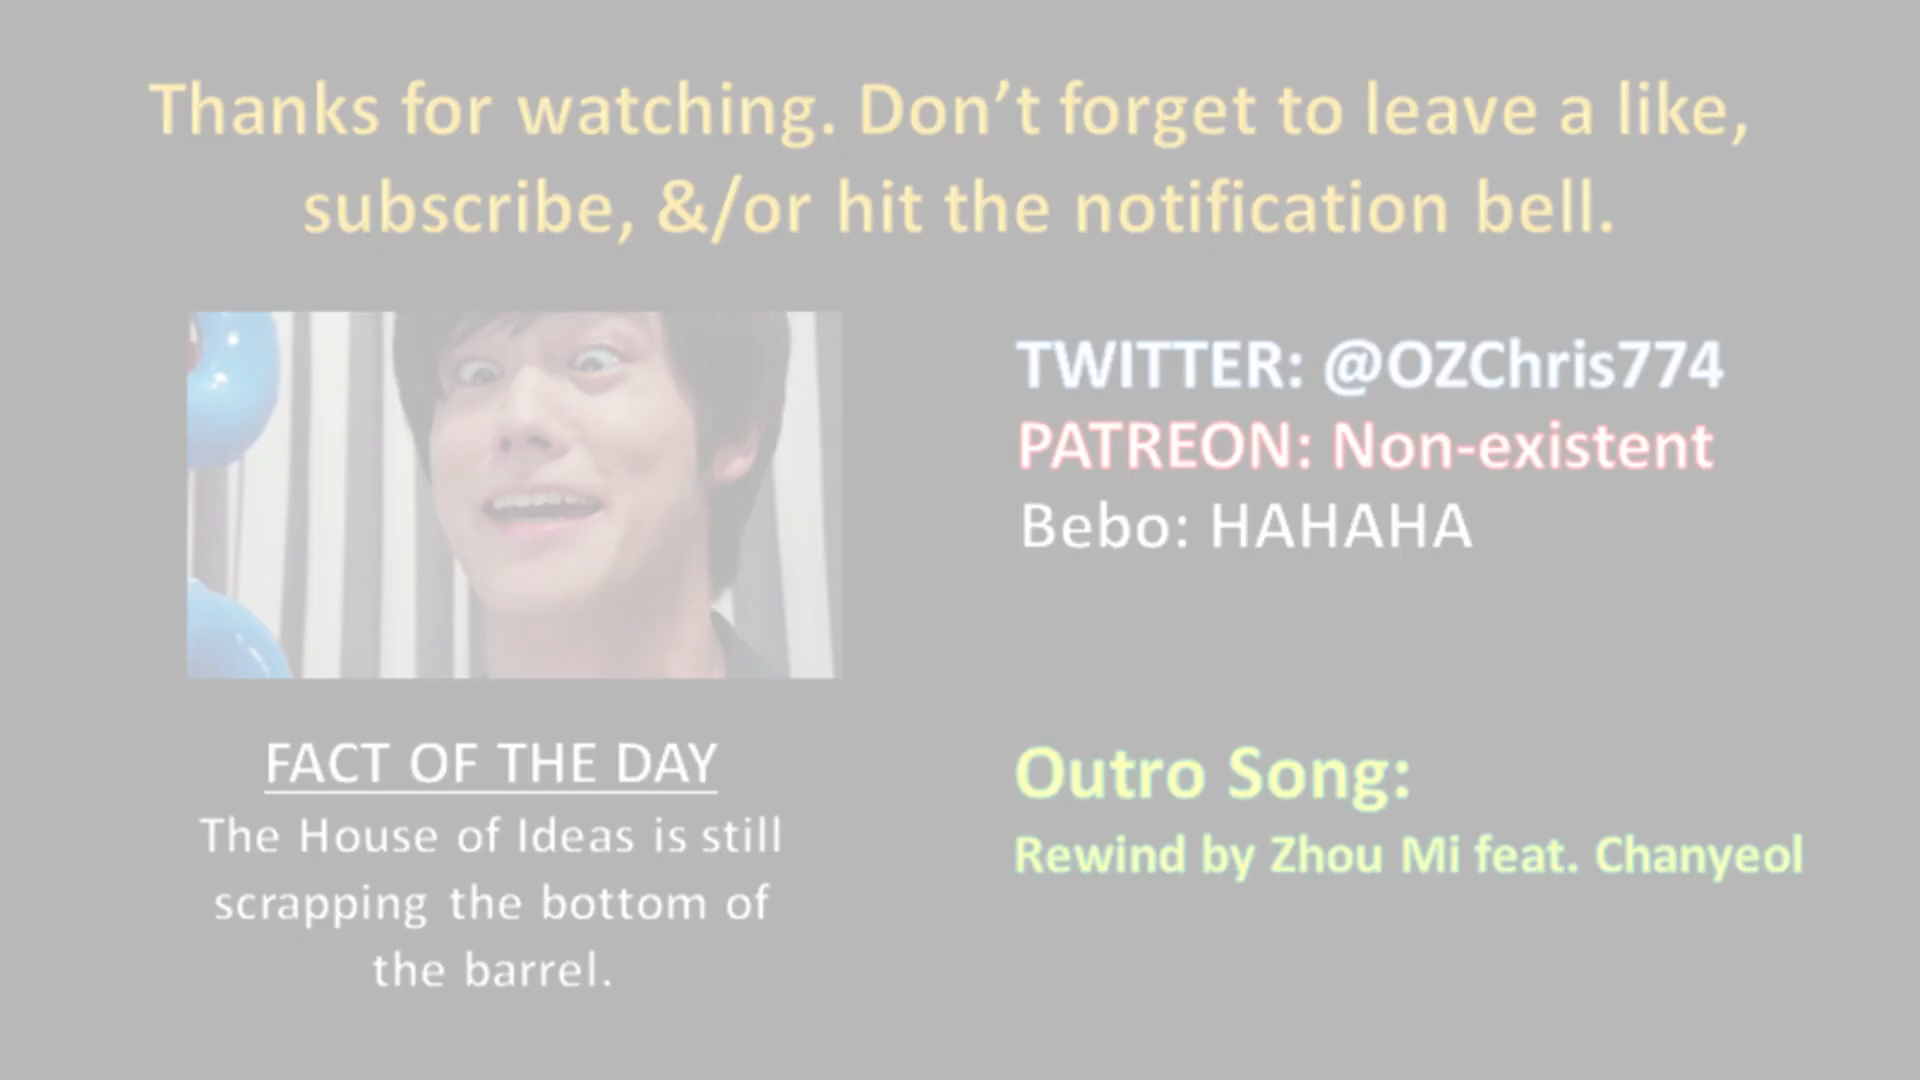 Thanks for watching. Don’t forget to leave a like,
subscribe, &/or hit the notification bell.
TWITTER: @OZChris774
PATREON: Non-existent
Bebo: HAHAHA
FACT OF THE DAY
The House of Ideas is still
scrapping the bottom of
the barrel.
Outro Song:
Rewind by Zhou Mi feat. Chanyeol